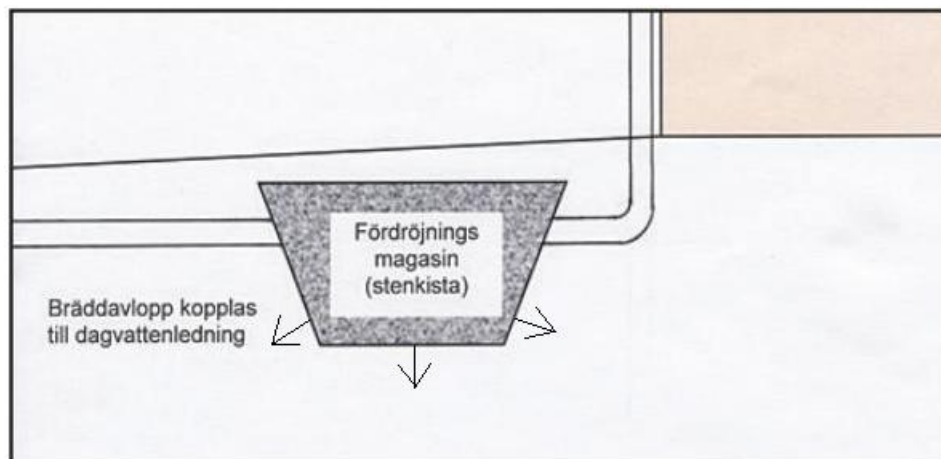 Fördröjnings
magasin
(stenkista)
Bräddavlopp kopplas
till dagvattenledning